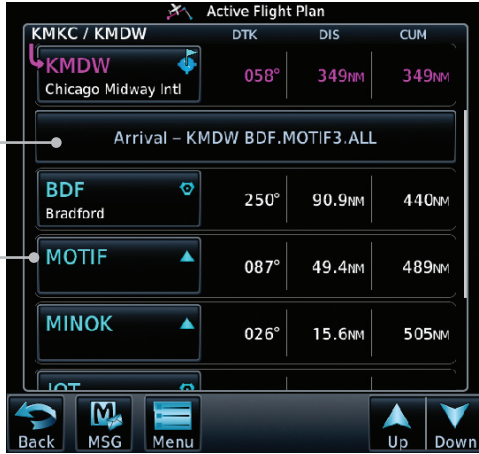 Active Flight Plan
KMKC / KMDW DTK DIS CUM
KMDW
Chicago Midway Intl
058° 349NM 349NM
Arrival – KMDW BDF.MOTIF3.ALL
BDF
Bradford
250° 90.9NM 440NM
MOTIF
087° 49.4NM 489NM
MINOK
026° 15.6NM 505NM
Back MSG Menu Up Down